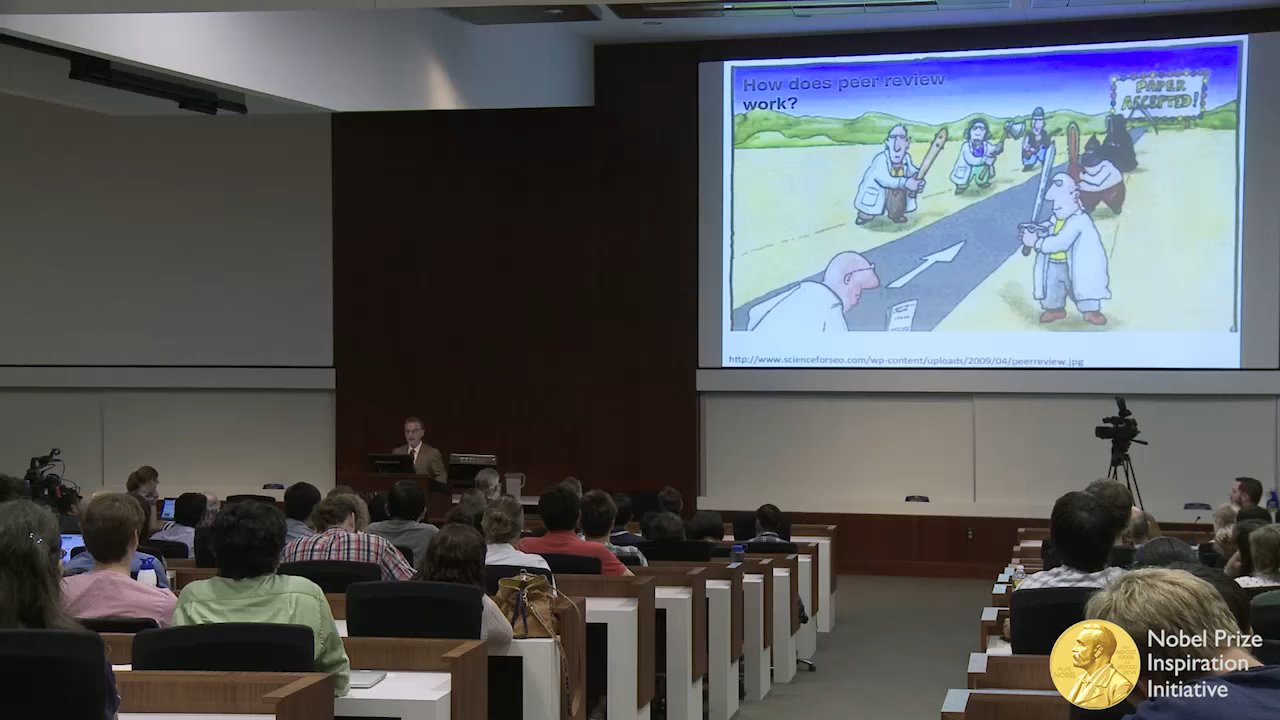 How does peer review
work?
PAPER
ACCEPTED!
http://www.scienceforseo.com/wp-content/uploads/2009/04/peerreview.jpg
Nobel Prize
Inspiration
Initiative